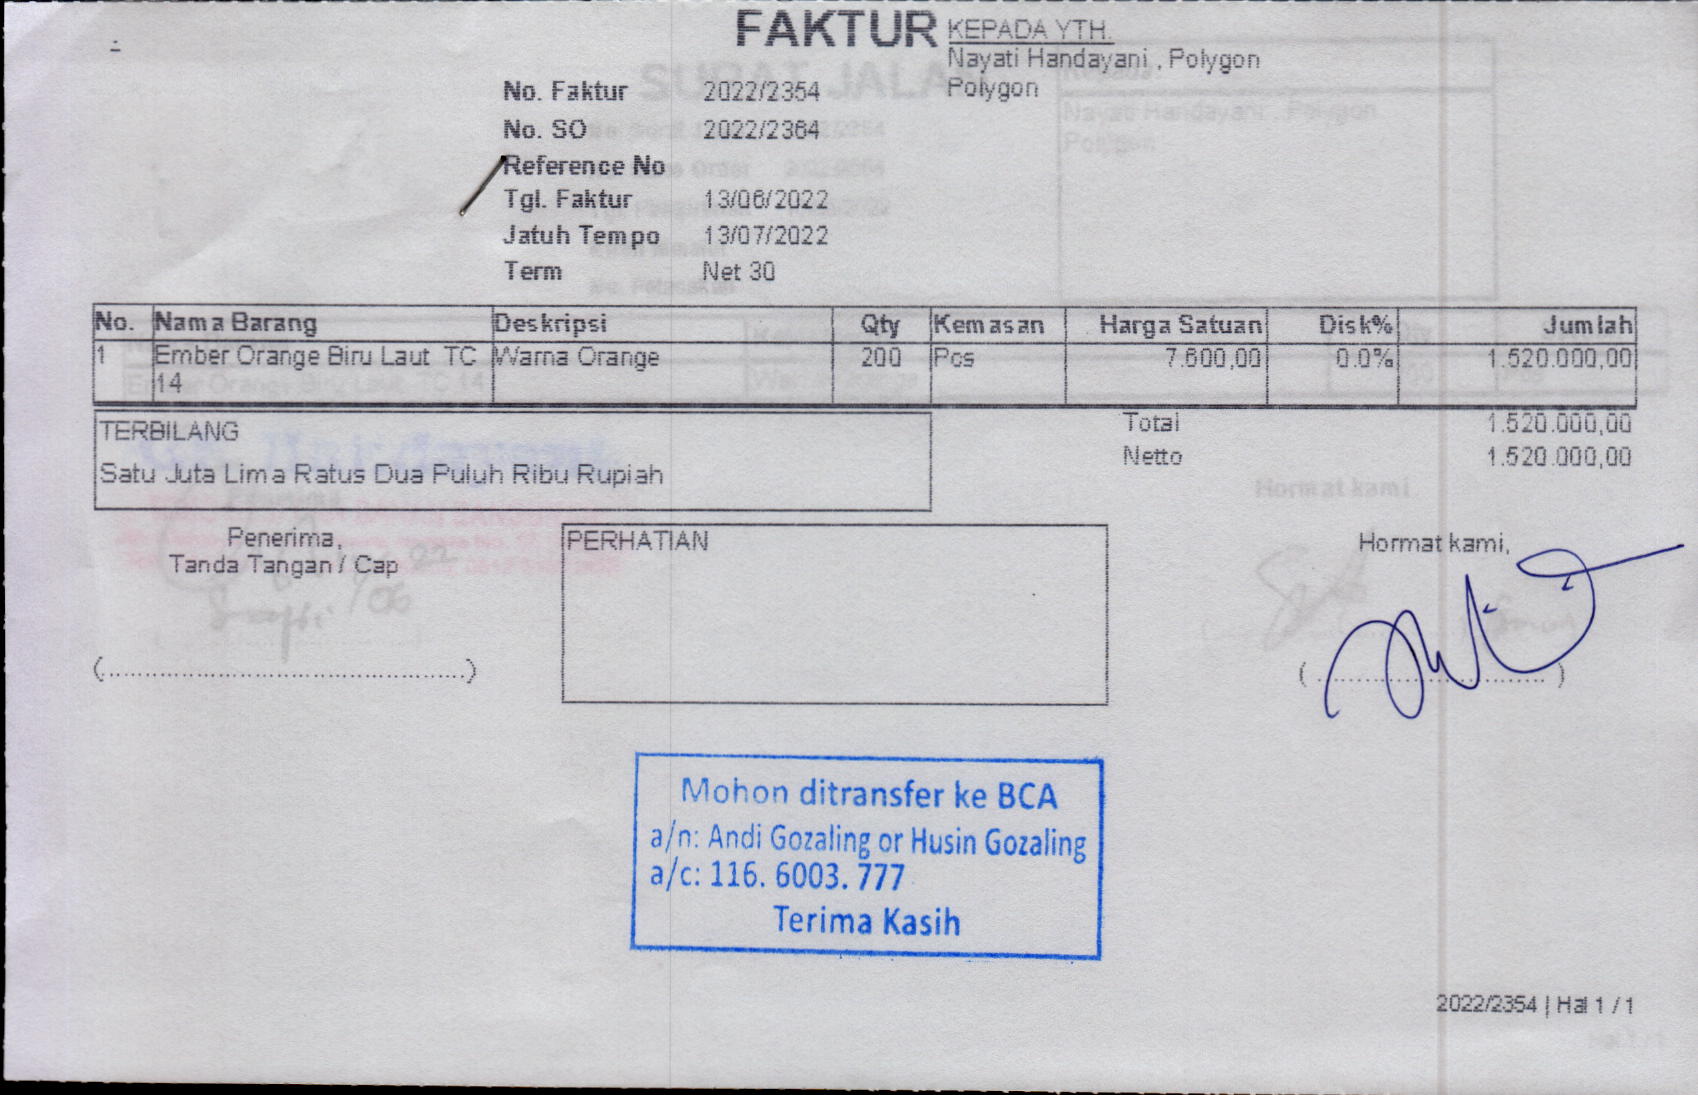 FAKTUR
KEPADA YTH.
Nayati Handayani , Polygon
Polygon
No. Faktur 2022/2354
No. SO 2022/2364
Reference No
Tgl. Faktur 13/06/2022
Jatuh Tempo 13/07/2022
Term Net 30
No. Nama Barang Deskripsi Qty Kemasan Harga Satuan Disk% Jumlah
1 Ember Orange Biru Laut TC Warna Orange 200 Pcs 7.600,00 0.0% 1.520.000,00
14
Total 1.520.000,00
Netto 1.520.000,00
TERBILANG
Satu Juta Lima Ratus Dua Puluh Ribu Rupiah
Penerima,
Tanda Tangan / Cap
(..................................................)
PERHATIAN
Hormat kami,
(..............................)
Mohon ditransfer ke BCA
a/n: Andi Gozaling or Husin Gozaling
a/c: 116. 6003. 777
Terima Kasih
2022/2354 | Hal 1 / 1